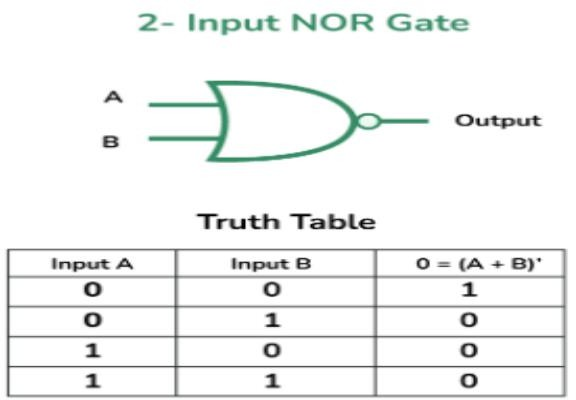 2- Input NOR Gate
A
B
Output
Truth Table
Input A Input B 0 = (A + B)'
0 0 1
0 1 0
1 0 0
1 1 0